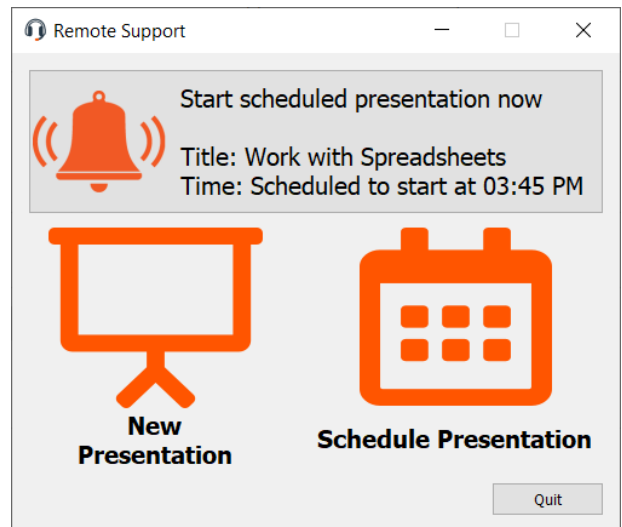 Remote Support
Start scheduled presentation now
Title: Work with Spreadsheets
Time: Scheduled to start at 03:45 PM
New
Presentation
Schedule Presentation
Quit